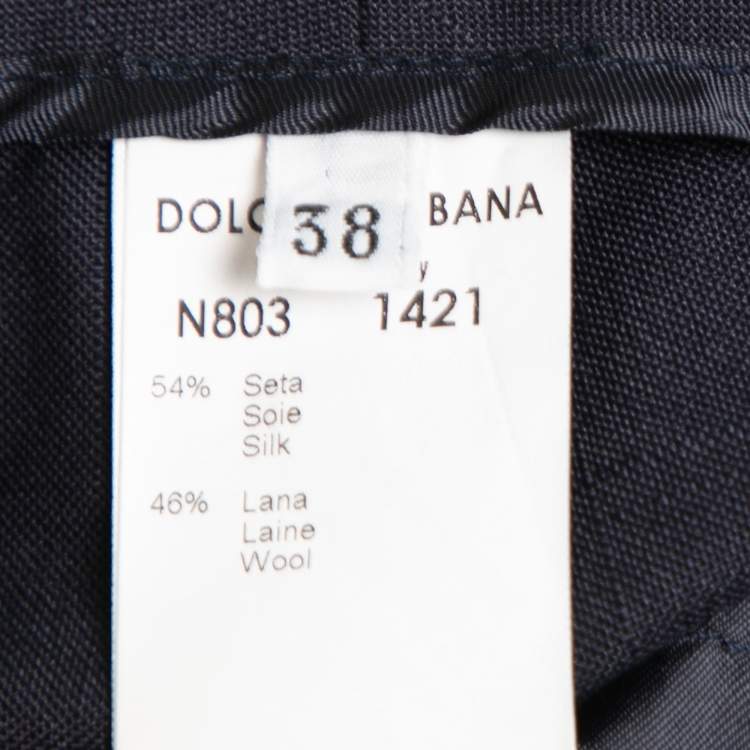 DOLC BANA
38
y
N803 1421
54% Seta
Soie
Silk
46% Lana
Laine
Wool